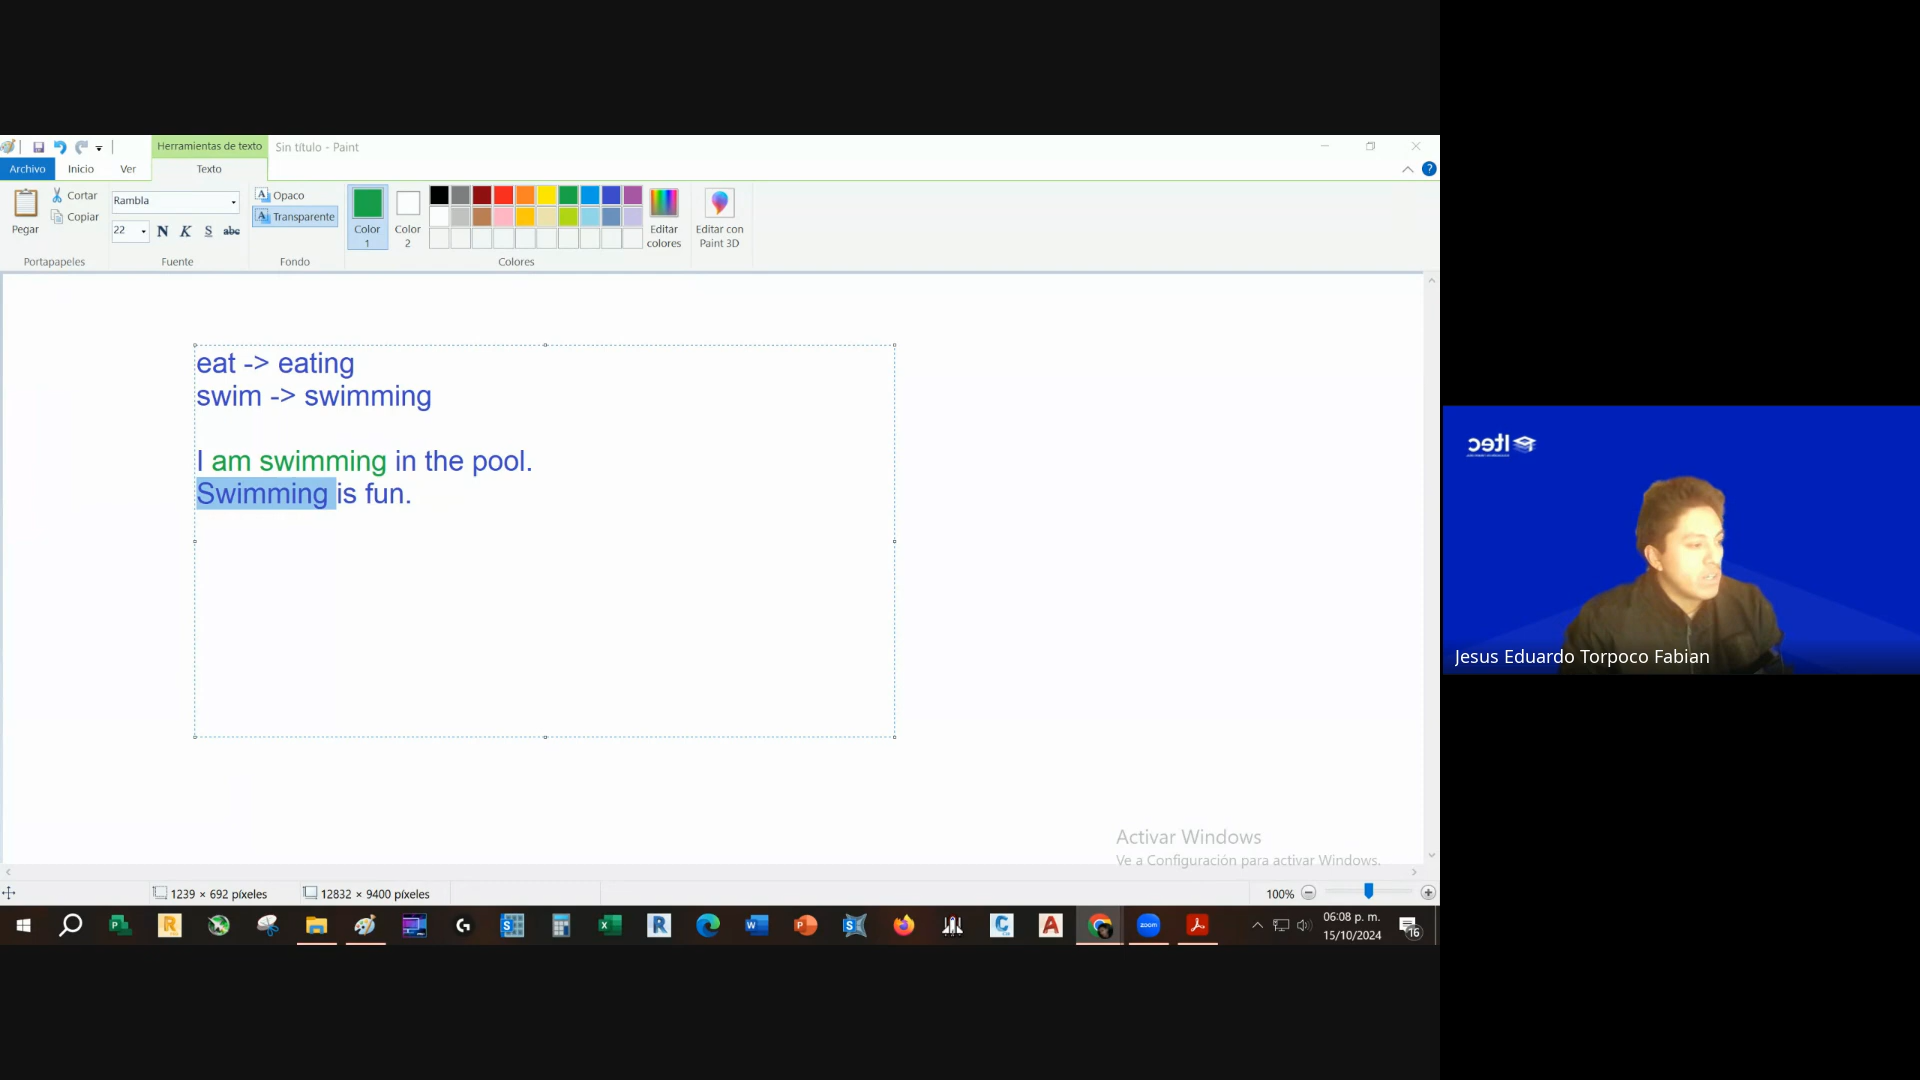 Herramientas de texto
Sin título - Paint
Archivo
Inicio
Ver
Texto
Pegar
Cortar
Copiar
Portapapeles
Rambla
22
N K S abc
Fuente
Opaco
Transparente
Fondo
Color 1
Color 2
Colores
Editar colores
Editar con Paint 3D
eat -> eating
swim -> swimming
I am swimming in the pool.
Swimming is fun.
Activar Windows
Ve a Configuración para activar Windows.
1239 × 692 píxeles
12832 × 9400 píxeles
100%
zoom
06:08 p. m.
15/10/2024
16
Itec
Jesus Eduardo Torpoco Fabian